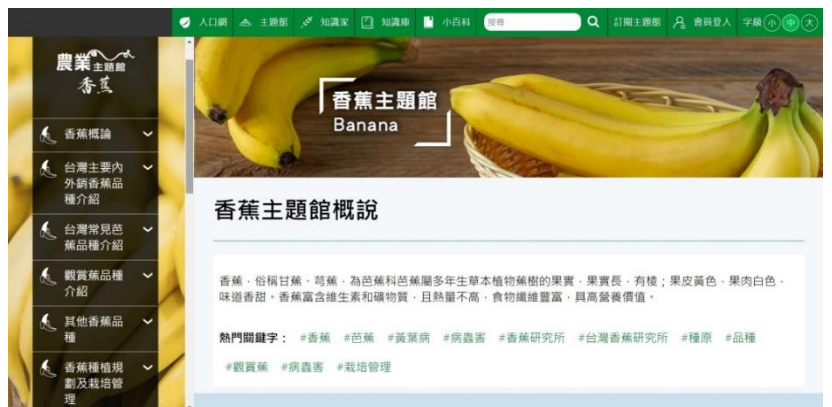 入口網 主題館 知識家 知識庫 小百科 搜尋 訂閱主題館 會員登入 字級 小 中 大
農業主題館
香蕉
香蕉概論
台灣主要內
外銷香蕉品
種介紹
台灣常見芭
蕉品種介紹
觀賞蕉品種
介紹
其他香蕉品
種
香蕉種植規
劃及栽培管
理
香蕉主題館
Banana
香蕉主題館概說
香蕉，俗稱甘蕉、芎蕉，為芭蕉科芭蕉屬多年生草本植物蕉樹的果實，果實長，有棱；果皮黃色，果肉白色，
味道香甜。香蕉富含維生素和礦物質，且熱量不高，食物纖維豐富，具高營養價值。
熱門關鍵字： #香蕉 #芭蕉 #黃葉病 #病蟲害 #香蕉研究所 #台灣香蕉研究所 #種原 #品種
#觀賞蕉 #病蟲害 #栽培管理